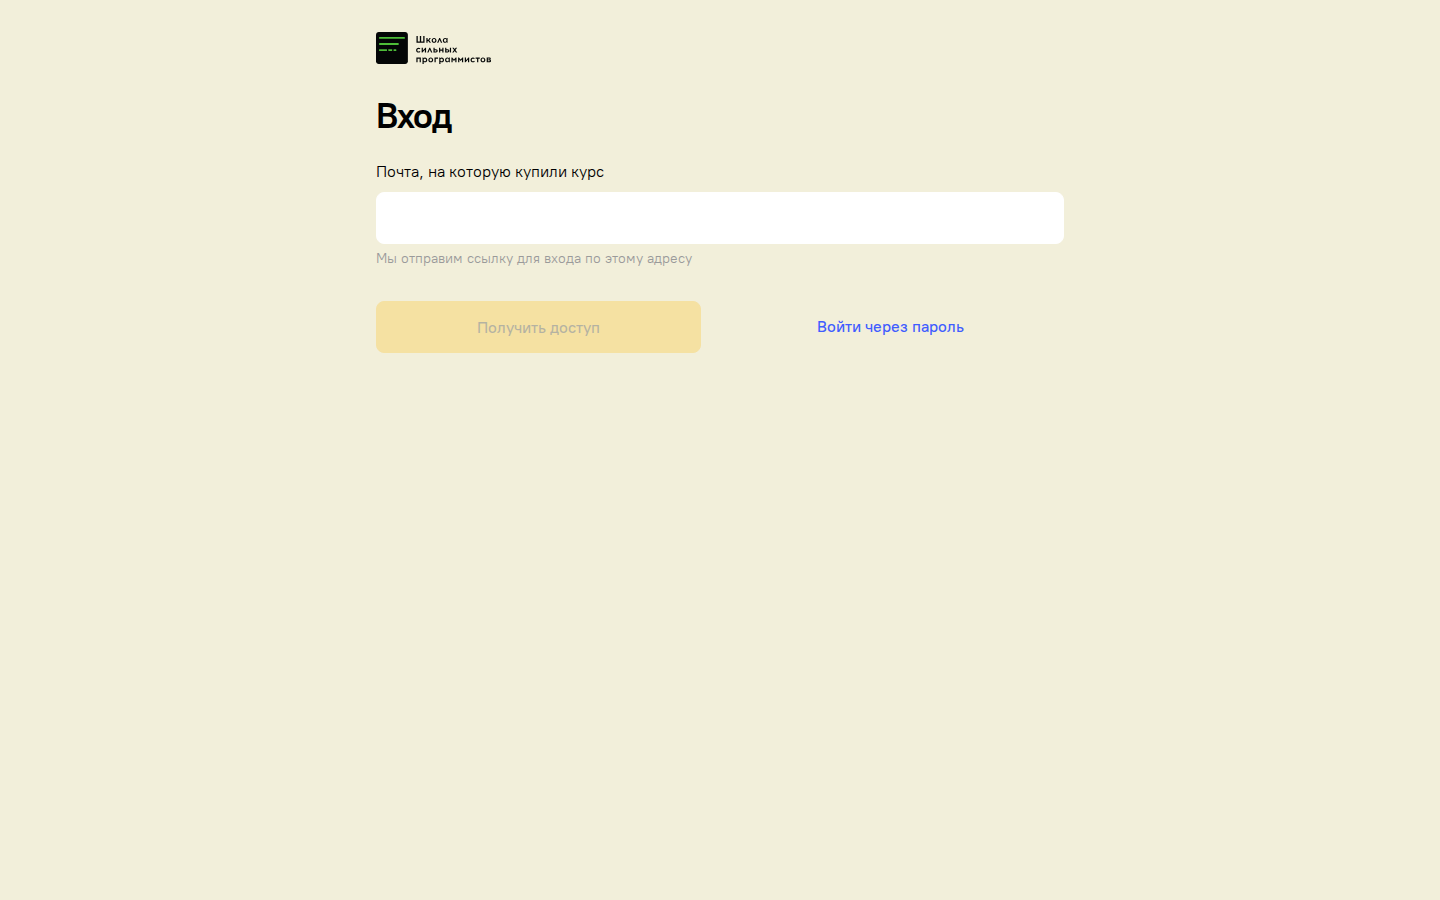 Школа
сильных
программистов
Вход
Почта, на которую купили курс
Мы отправим ссылку для входа по этому адресу
Получить доступ
Войти через пароль